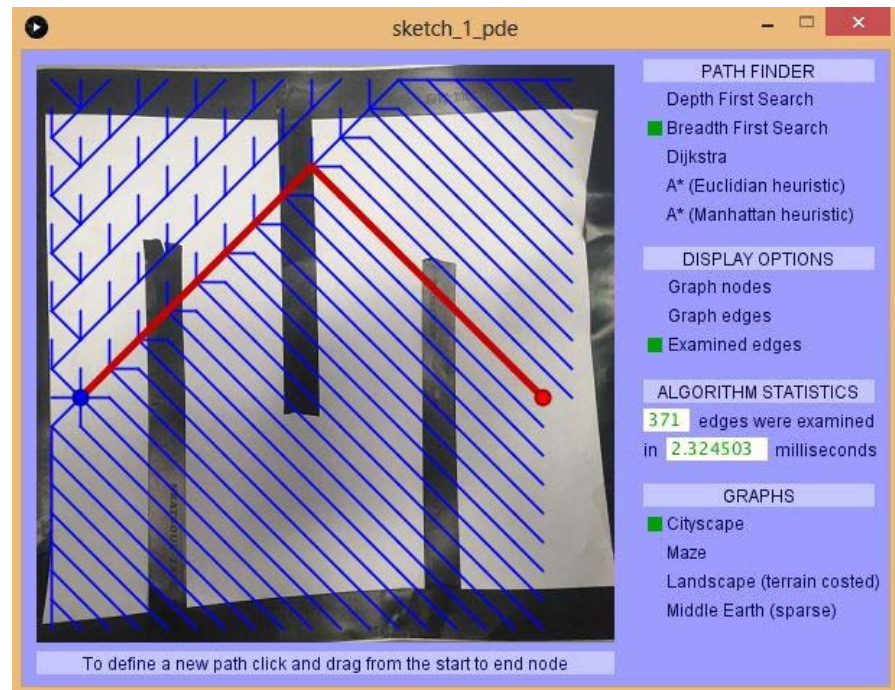 sketch_1_pde
PATH FINDER
Depth First Search
Breadth First Search
Dijkstra
A* (Euclidian heuristic)
A* (Manhattan heuristic)
DISPLAY OPTIONS
Graph nodes
Graph edges
Examined edges
ALGORITHM STATISTICS
371 edges were examined
in 2.324503 milliseconds
GRAPHS
Cityscape
Maze
Landscape (terrain costed)
Middle Earth (sparse)
To define a new path click and drag from the start to end node